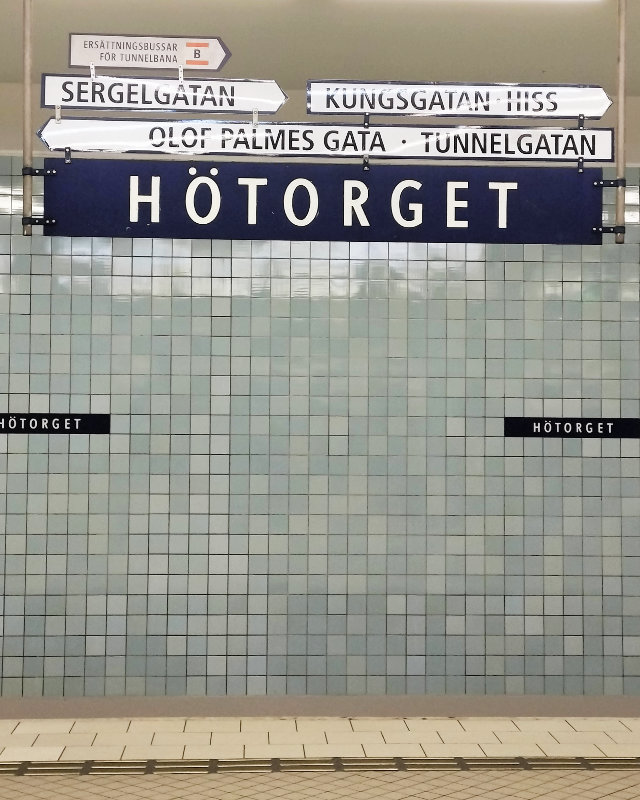 ERSÄTTNINGSBUSSAR
FÖR TUNNELBANA B
SERGELGATAN
KUNGSGATAN · HISS
OLOF PALMES GATA · TUNNELGATAN
HÖTORGET
HÖTORGET
HÖTORGET